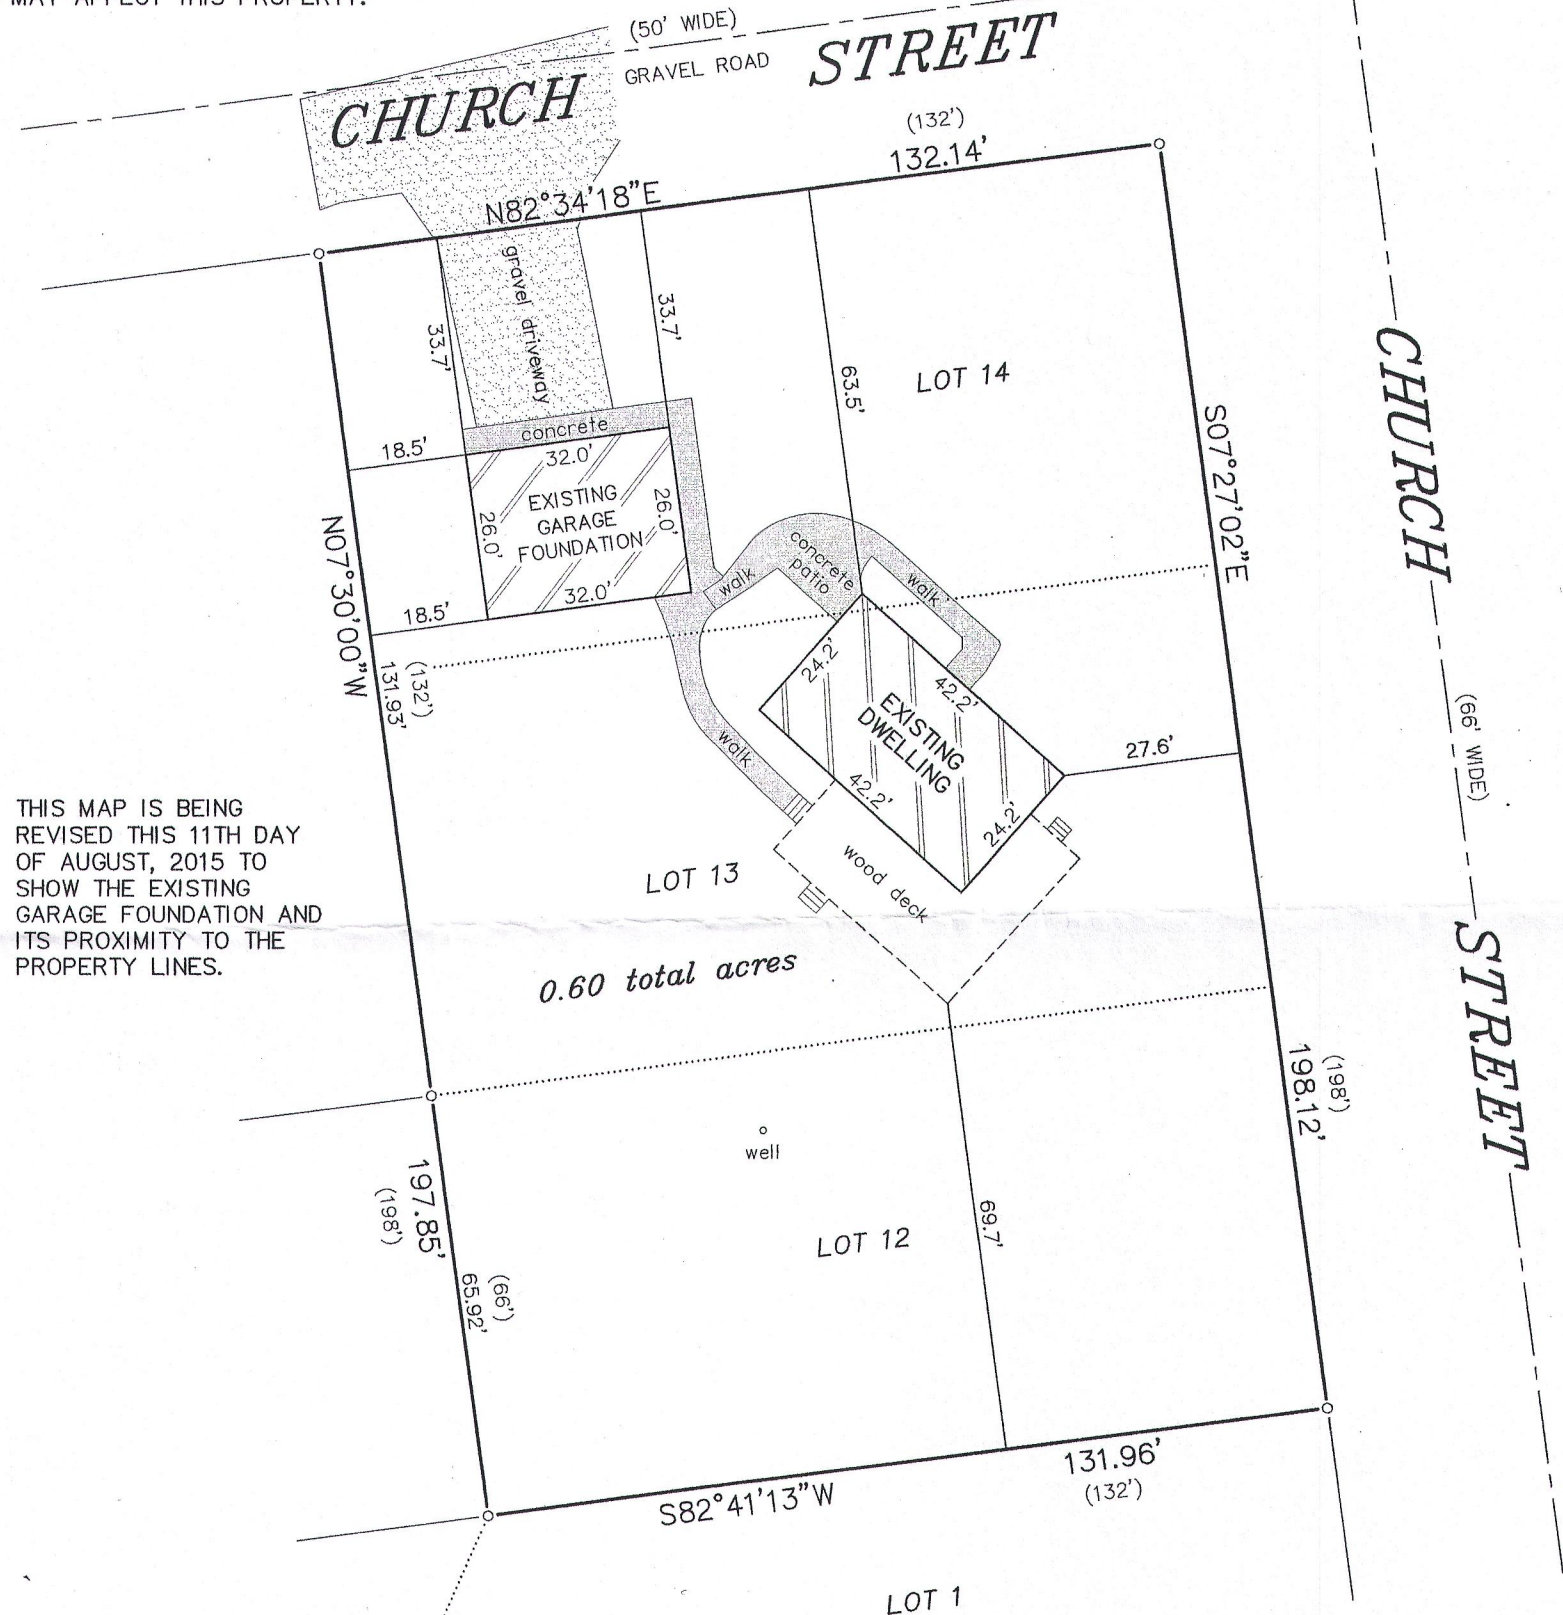 MAY AFFECT THIS PROPERTY.
(50' WIDE)
GRAVEL ROAD
CHURCH STREET
(132')
132.14'
N82°34'18"E
gravel driveway
33.7'
33.7'
63.5'
LOT 14
CHURCH STREET
(66' WIDE)
S07°27'02"E
18.5'
concrete
32.0'
EXISTING
GARAGE
FOUNDATION
26.0'
26.0'
32.0'
18.5'
N07°30'00"W
(132')
131.93'
walk
concrete
patio
walk
24.2'
42.2'
EXISTING
DWELLING
42.2'
24.2'
27.6'
walk
wood deck
THIS MAP IS BEING
REVISED THIS 11TH DAY
OF AUGUST, 2015 TO
SHOW THE EXISTING
GARAGE FOUNDATION AND
ITS PROXIMITY TO THE
PROPERTY LINES.
LOT 13
0.60 total acres
(198')
198.12'
well
197.85'
(198')
LOT 12
69.7'
(66')
65.92'
131.96'
(132')
S82°41'13"W
LOT 1